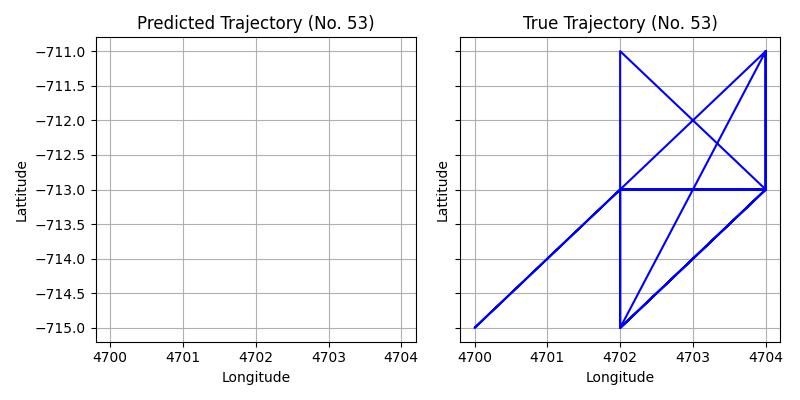 Predicted Trajectory (No. 53)
True Trajectory (No. 53)
Lattitude
−711.0
−711.5
−712.0
−712.5
−713.0
−713.5
−714.0
−714.5
−715.0
4700 4701 4702 4703 4704
Longitude
Lattitude
4700 4701 4702 4703 4704
Longitude